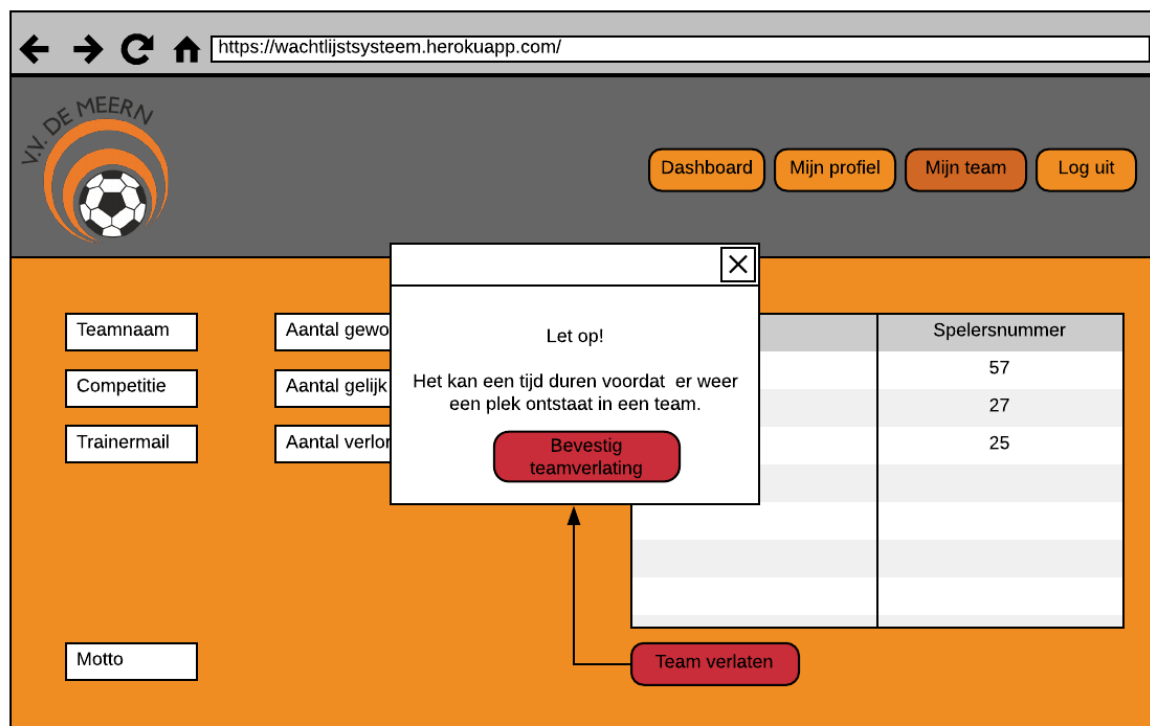 https://wachtlijstsysteem.herokuapp.com/
V.V. DE MEERN
Dashboard
Mijn profiel
Mijn team
Log uit
Teamnaam
Competitie
Trainermail
Aantal gewo
Aantal gelijk
Aantal verlor
Let op!
Het kan een tijd duren voordat er weer
een plek ontstaat in een team.
Bevestig
teamverlating
Spelersnummer
57
27
25
Motto
Team verlaten